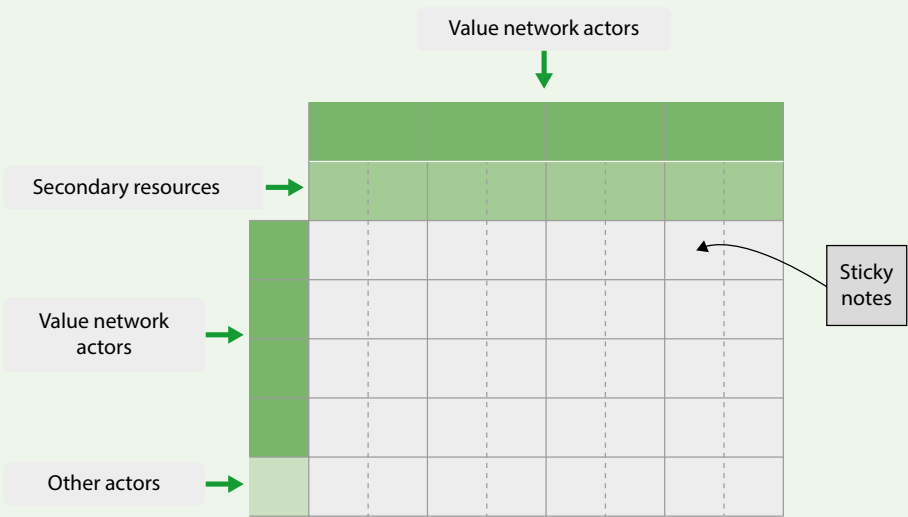 Value network actors
Secondary resources
Sticky
notes
Value network
actors
Other actors